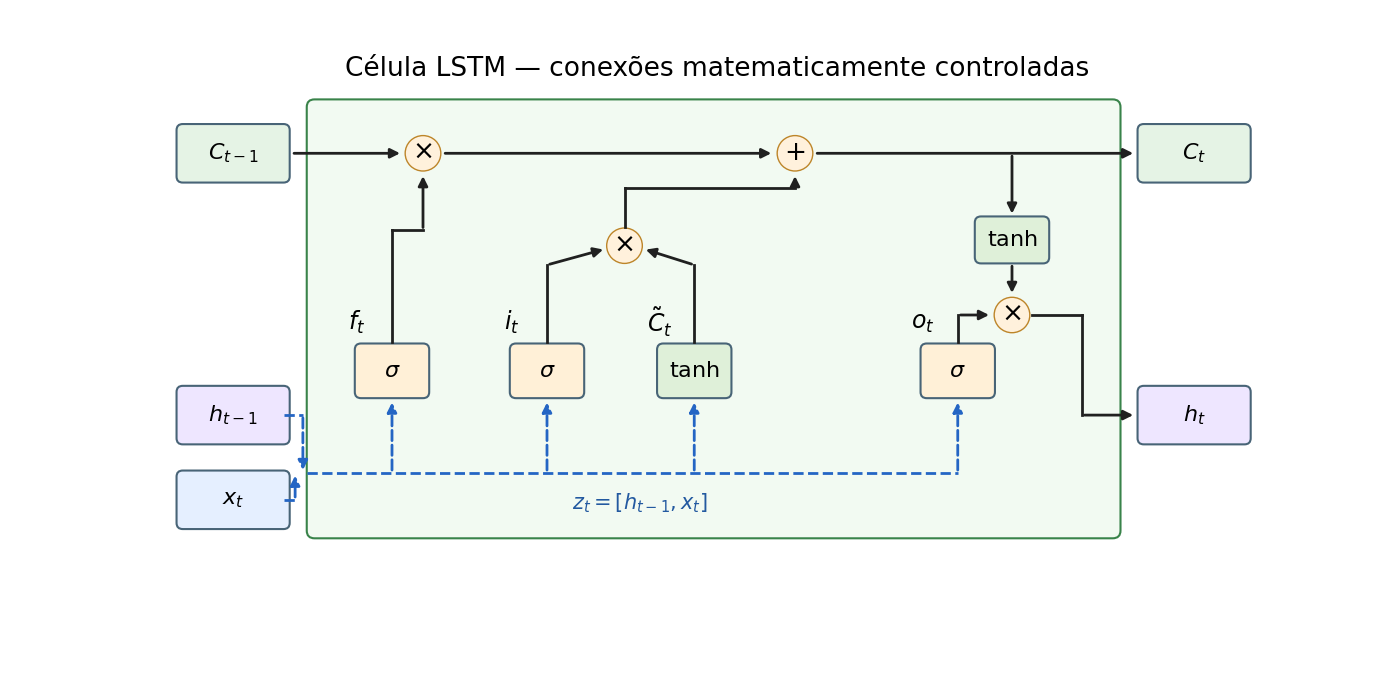 Célula LSTM — conexões matematicamente controladas
C_{t−1}
×
+
C_t
tanh
×
×
f_t
i_t
C̃_t
o_t
σ
σ
tanh
σ
h_{t−1}
h_t
x_t
z_t = [h_{t−1}, x_t]